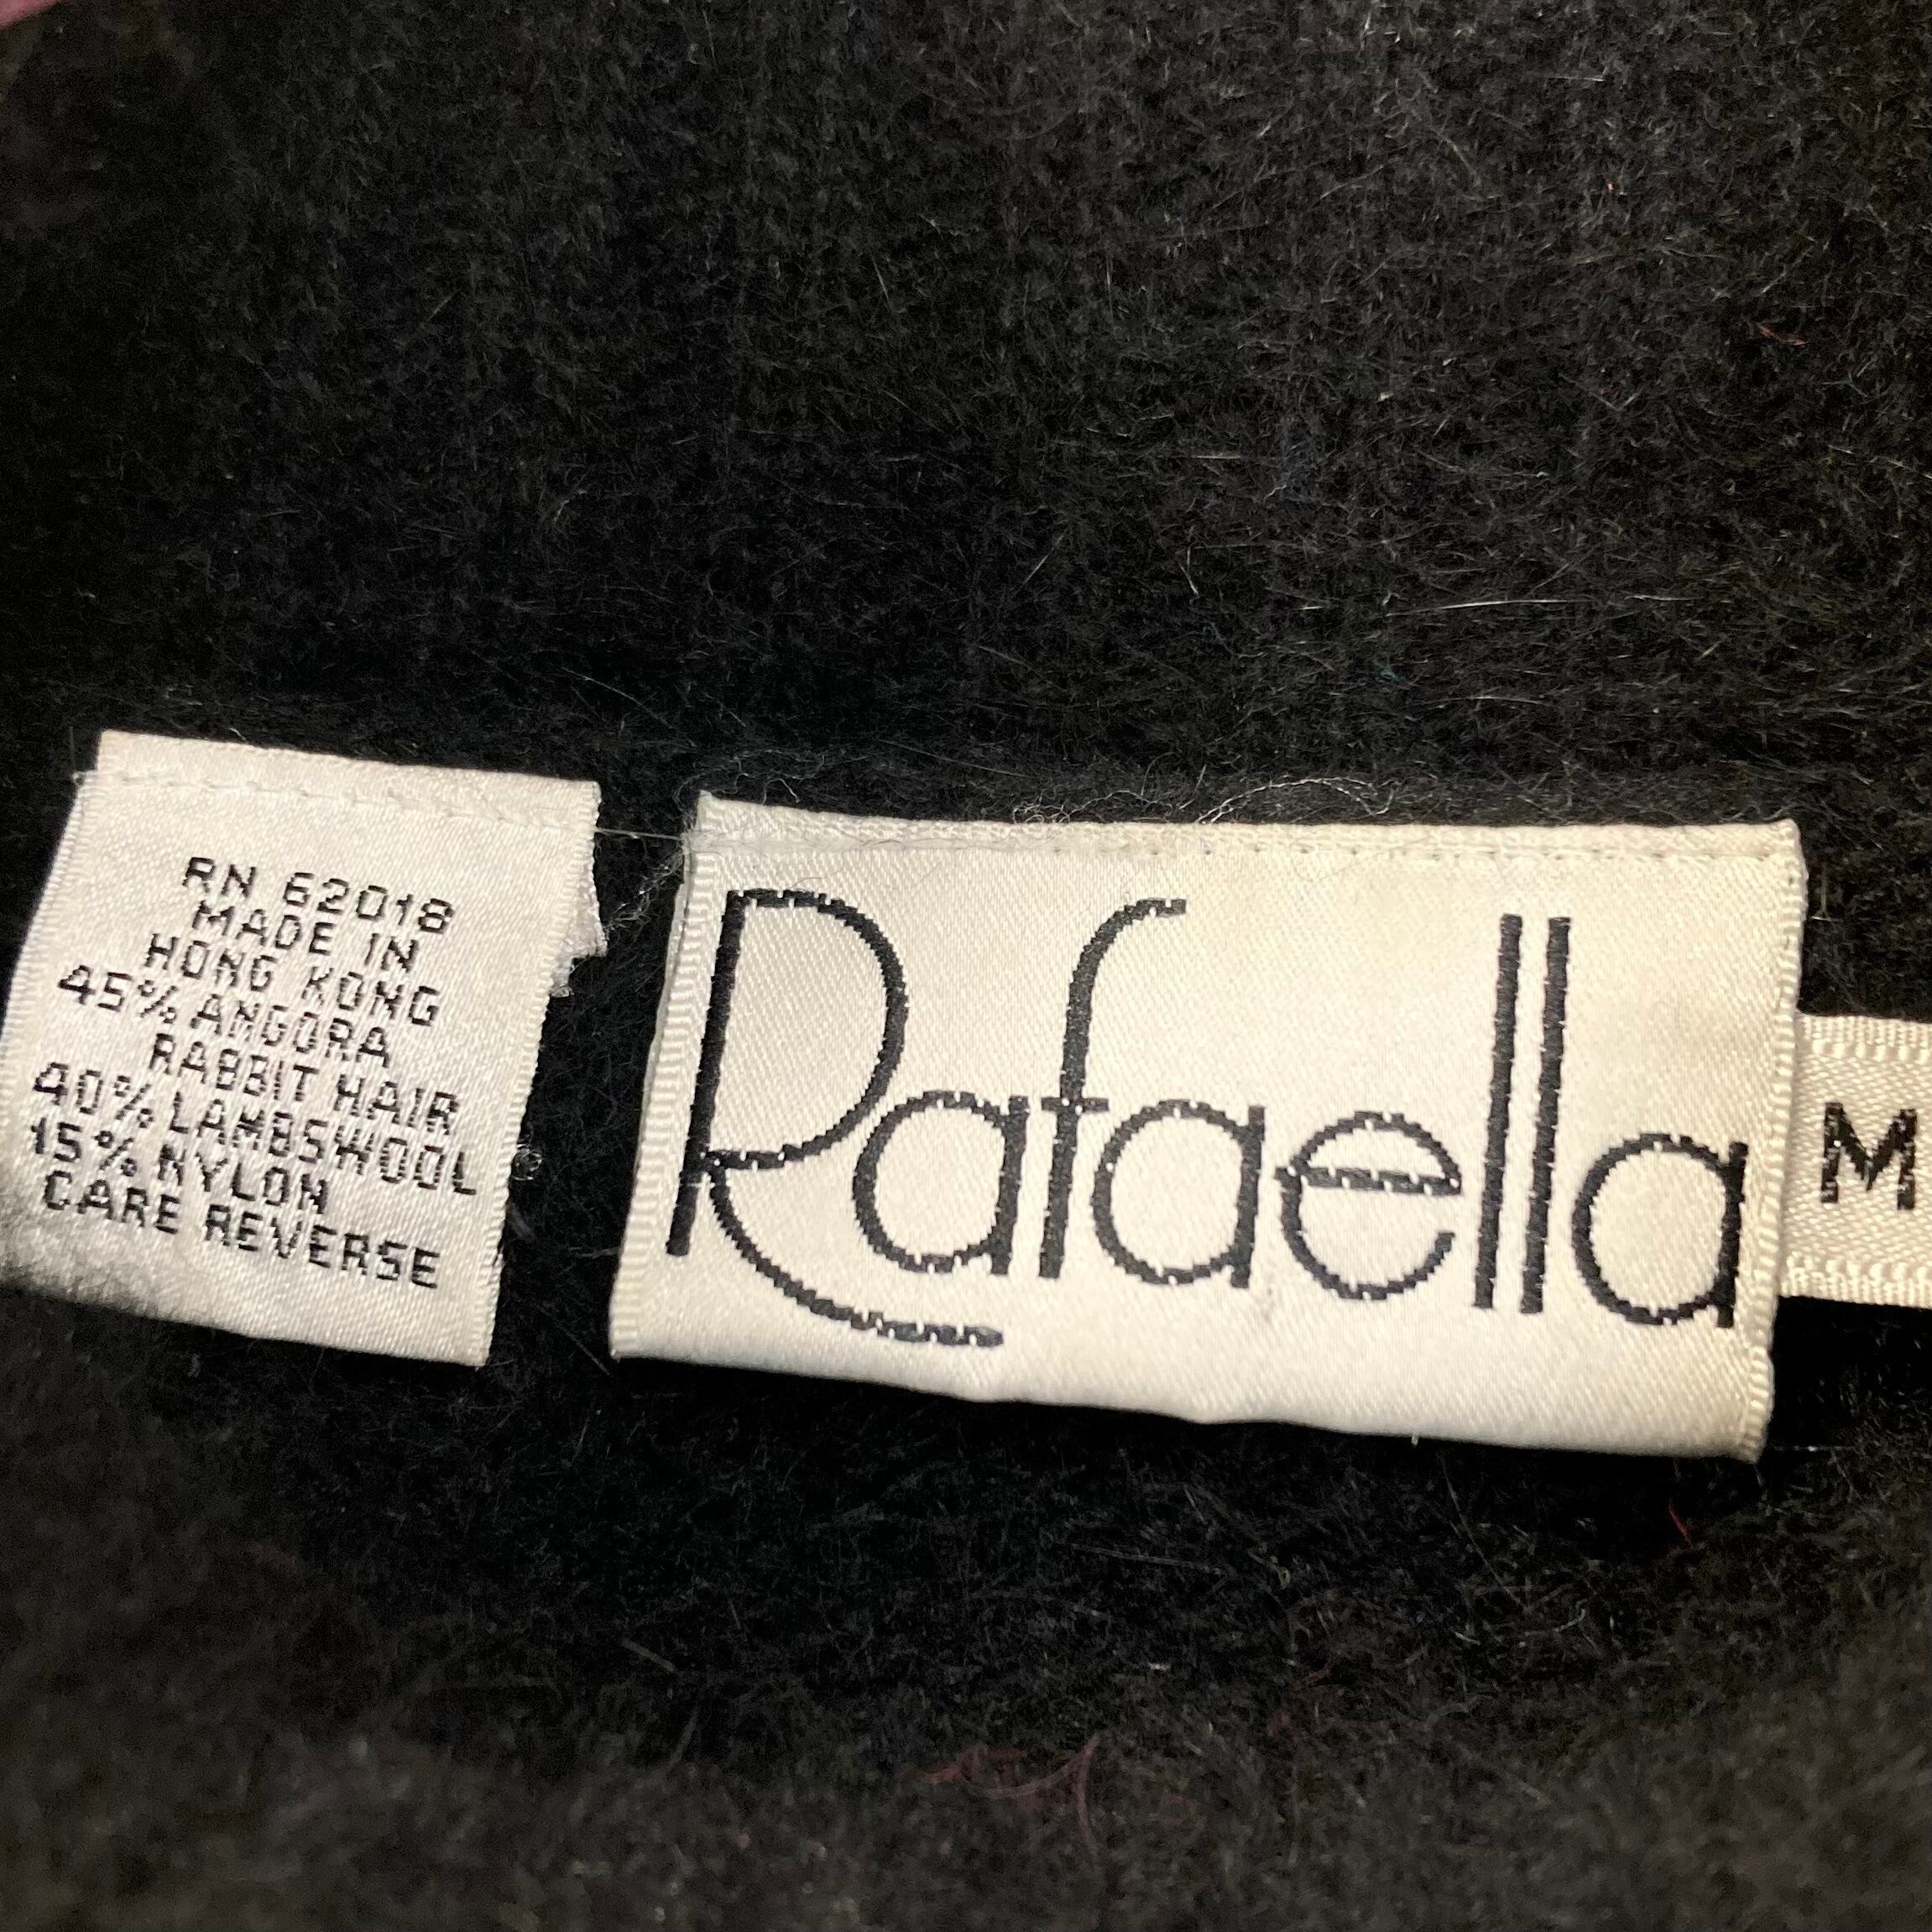 RN 62018
MADE IN
HONG KONG
45% ANGORA
RABBIT HAIR
40% LAMBSWOOL
15% NYLON
CARE REVERSE
Rafaella
M